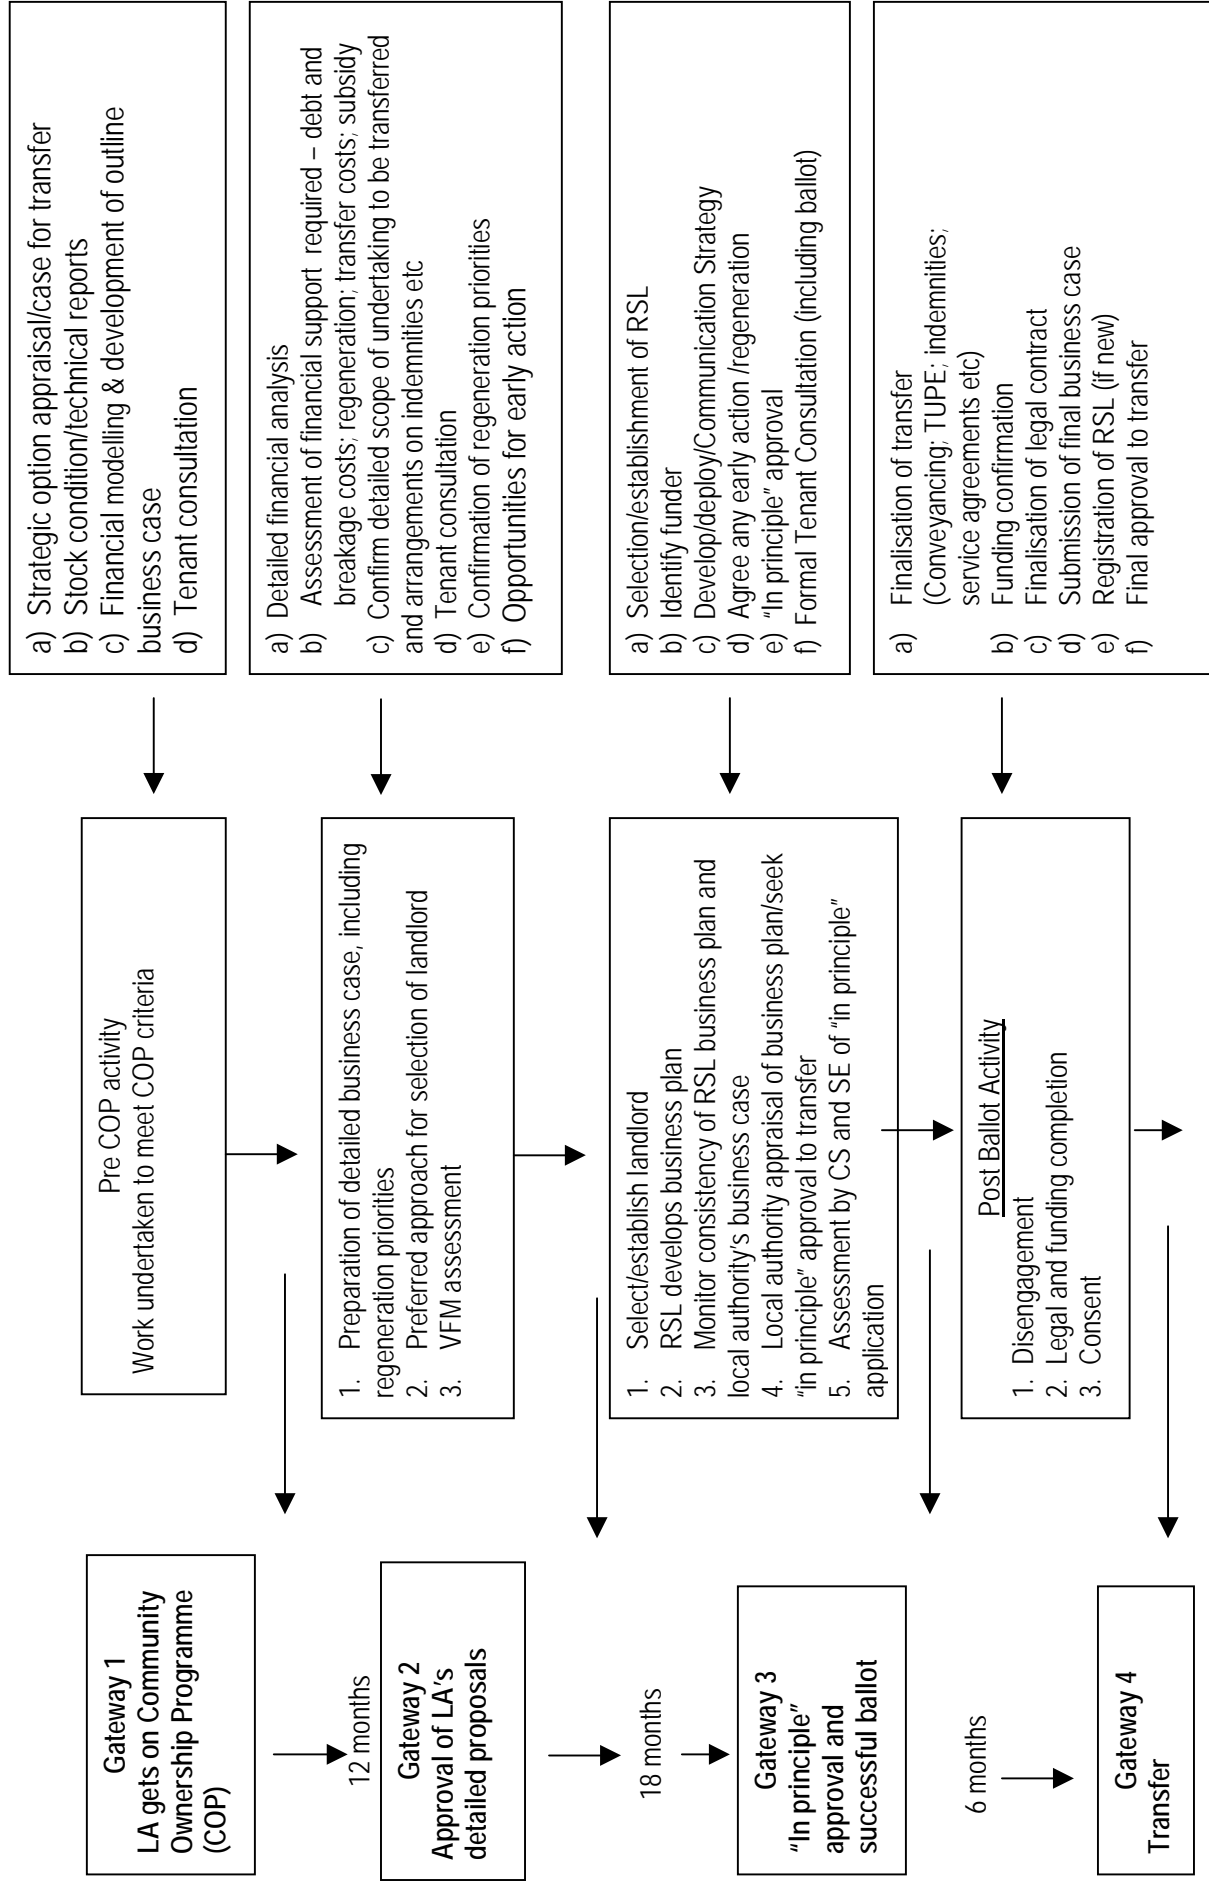 Gateway 1
LA gets on Community
Ownership Programme
(COP)
12 months
Gateway 2
Approval of LA's
detailed proposals
18 months
Gateway 3
"In principle"
approval and
successful ballot
6 months
Gateway 4
Transfer
Pre COP activity
Work undertaken to meet COP criteria
1. Preparation of detailed business case, including
regeneration priorities
2. Preferred approach for selection of landlord
3. VFM assessment
1. Select/establish landlord
2. RSL develops business plan
3. Monitor consistency of RSL business plan and
local authority's business case
4. Local authority appraisal of business plan/seek
"in principle" approval to transfer
5. Assessment by CS and SE of "in principle"
application
Post Ballot Activity
1. Disengagement
2. Legal and funding completion
3. Consent
a) Strategic option appraisal/case for transfer
b) Stock condition/technical reports
c) Financial modelling & development of outline
business case
d) Tenant consultation
a) Detailed financial analysis
b) Assessment of financial support required – debt and
breakage costs; regeneration; transfer costs; subsidy
c) Confirm detailed scope of undertaking to be transferred
and arrangements on indemnities etc
d) Tenant consultation
e) Confirmation of regeneration priorities
f) Opportunities for early action
a) Selection/establishment of RSL
b) Identify funder
c) Develop/deploy/Communication Strategy
d) Agree any early action /regeneration
e) "In principle" approval
f) Formal Tenant Consultation (including ballot)
a) Finalisation of transfer
(Conveyancing; TUPE; indemnities;
service agreements etc)
b) Funding confirmation
c) Finalisation of legal contract
d) Submission of final business case
e) Registration of RSL (if new)
f) Final approval to transfer